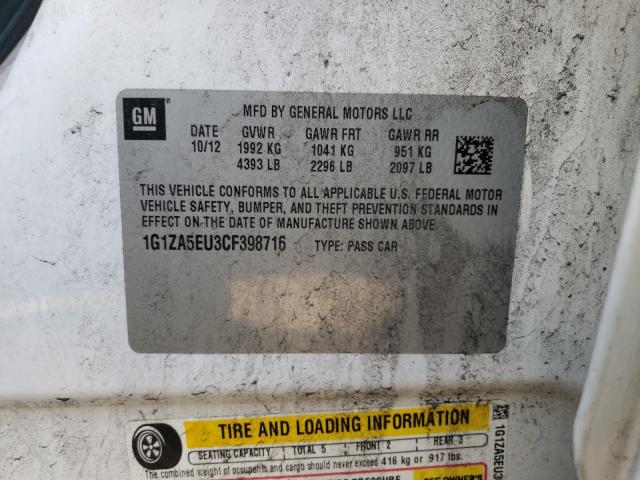 GM
MFD BY GENERAL MOTORS LLC
DATE GVWR GAWR FRT GAWR RR
10/12 1992 KG 1041 KG 951 KG
4393 LB 2296 LB 2097 LB
THIS VEHICLE CONFORMS TO ALL APPLICABLE U.S. FEDERAL MOTOR
VEHICLE SAFETY, BUMPER, AND THEFT PREVENTION STANDARDS IN
EFFECT ON THE DATE OF MANUFACTURE SHOWN ABOVE.
1G1ZA5EU3CF398716 TYPE: PASS CAR
TIRE AND LOADING INFORMATION
SEATING CAPACITY TOTAL 5 FRONT 2 REAR 3
The combined weight of occupants and cargo should never exceed 416 kg or 917 lbs.
SEE OWNER'S
1G1ZA5EU3